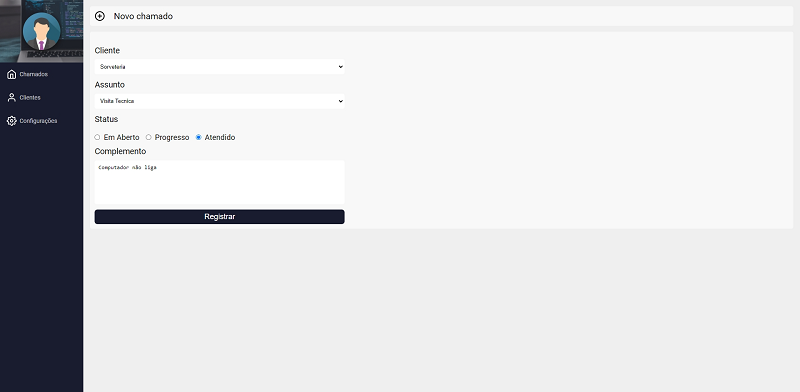 Chamados
Clientes
Configurações
Novo chamado
Cliente
Sorveteria
Assunto
Visita Tecnica
Status
Em Aberto Progresso Atendido
Complemento
Computador não liga
Registrar